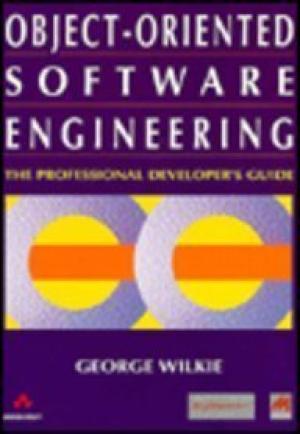 OBJECT-ORIENTED
SOFTWARE
ENGINEERING
THE PROFESSIONAL DEVELOPER'S GUIDE
GEORGE WILKIE